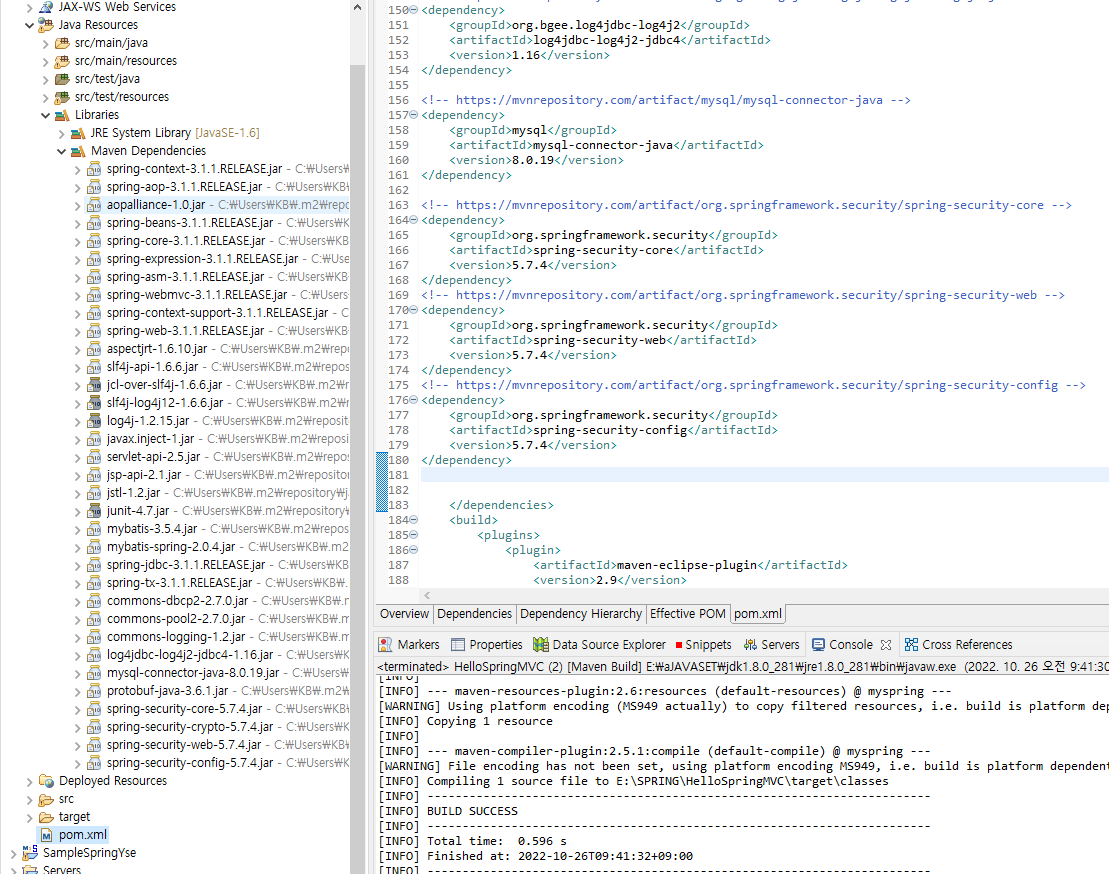 JAX-WS Web Services
Java Resources
src/main/java
src/main/resources
src/test/java
src/test/resources
Libraries
JRE System Library [JavaSE-1.6]
Maven Dependencies
spring-context-3.1.1.RELEASE.jar - C:₩Users₩
spring-aop-3.1.1.RELEASE.jar - C:₩Users₩KB₩
aopalliance-1.0.jar - C:₩Users₩KB₩.m2₩repo
spring-beans-3.1.1.RELEASE.jar - C:₩Users₩K
spring-core-3.1.1.RELEASE.jar - C:₩Users₩KB
spring-expression-3.1.1.RELEASE.jar - C:₩Use
spring-asm-3.1.1.RELEASE.jar - C:₩Users₩KB
spring-webmvc-3.1.1.RELEASE.jar - C:₩Users
spring-context-support-3.1.1.RELEASE.jar - C
spring-web-3.1.1.RELEASE.jar - C:₩Users₩KB
aspectjrt-1.6.10.jar - C:₩Users₩KB₩.m2₩repo
slf4j-api-1.6.6.jar - C:₩Users₩KB₩.m2₩repos
jcl-over-slf4j-1.6.6.jar - C:₩Users₩KB₩.m2₩r
slf4j-log4j12-1.6.6.jar - C:₩Users₩KB₩.m2₩r
log4j-1.2.15.jar - C:₩Users₩KB₩.m2₩reposit
javax.inject-1.jar - C:₩Users₩KB₩.m2₩reposi
servlet-api-2.5.jar - C:₩Users₩KB₩.m2₩repo
jsp-api-2.1.jar - C:₩Users₩KB₩.m2₩repositor
jstl-1.2.jar - C:₩Users₩KB₩.m2₩repository₩j
junit-4.7.jar - C:₩Users₩KB₩.m2₩repository₩
mybatis-3.5.4.jar - C:₩Users₩KB₩.m2₩repos
mybatis-spring-2.0.4.jar - C:₩Users₩KB₩.m2
spring-jdbc-3.1.1.RELEASE.jar - C:₩Users₩KB
spring-tx-3.1.1.RELEASE.jar - C:₩Users₩KB₩.
commons-dbcp2-2.7.0.jar - C:₩Users₩KB₩.r
commons-pool2-2.7.0.jar - C:₩Users₩KB₩.m
commons-logging-1.2.jar - C:₩Users₩KB₩.m
log4jdbc-log4j2-jdbc4-1.16.jar - C:₩Users₩K
mysql-connector-java-8.0.19.jar - C:₩Users₩
protobuf-java-3.6.1.jar - C:₩Users₩KB₩.m2₩
spring-security-core-5.7.4.jar - C:₩Users₩KB
spring-security-crypto-5.7.4.jar - C:₩Users₩
spring-security-web-5.7.4.jar - C:₩Users₩KB
spring-security-config-5.7.4.jar - C:₩Users₩K
Deployed Resources
src
target
pom.xml
SampleSpringYse
Servers
150 <dependency>
151 <groupId>org.bgee.log4jdbc-log4j2</groupId>
152 <artifactId>log4jdbc-log4j2-jdbc4</artifactId>
153 <version>1.16</version>
154 </dependency>
155
156 <!-- https://mvnrepository.com/artifact/mysql/mysql-connector-java -->
157 <dependency>
158 <groupId>mysql</groupId>
159 <artifactId>mysql-connector-java</artifactId>
160 <version>8.0.19</version>
161 </dependency>
162
163 <!-- https://mvnrepository.com/artifact/org.springframework.security/spring-security-core -->
164 <dependency>
165 <groupId>org.springframework.security</groupId>
166 <artifactId>spring-security-core</artifactId>
167 <version>5.7.4</version>
168 </dependency>
169 <!-- https://mvnrepository.com/artifact/org.springframework.security/spring-security-web -->
170 <dependency>
171 <groupId>org.springframework.security</groupId>
172 <artifactId>spring-security-web</artifactId>
173 <version>5.7.4</version>
174 </dependency>
175 <!-- https://mvnrepository.com/artifact/org.springframework.security/spring-security-config -->
176 <dependency>
177 <groupId>org.springframework.security</groupId>
178 <artifactId>spring-security-config</artifactId>
179 <version>5.7.4</version>
180 </dependency>
181
182
183 </dependencies>
184 <build>
185 <plugins>
186 <plugin>
187 <artifactId>maven-eclipse-plugin</artifactId>
188 <version>2.9</version>
Overview Dependencies Dependency Hierarchy Effective POM pom.xml
Markers Properties Data Source Explorer Snippets Servers Console Cross References
<terminated> HelloSpringMVC (2) [Maven Build] E:₩aJAVASET₩jdk1.8.0_281₩jre1.8.0_281₩bin₩javaw.exe (2022. 10. 26 오전 9:41:30
[INFO]
[INFO] --- maven-resources-plugin:2.6:resources (default-resources) @ myspring ---
[WARNING] Using platform encoding (MS949 actually) to copy filtered resources, i.e. build is platform dep
[INFO] Copying 1 resource
[INFO]
[INFO] --- maven-compiler-plugin:2.5.1:compile (default-compile) @ myspring ---
[WARNING] File encoding has not been set, using platform encoding MS949, i.e. build is platform dependent
[INFO] Compiling 1 source file to E:\SPRING\HelloSpringMVC\target\classes
[INFO] ------------------------------------------------------------------------
[INFO] BUILD SUCCESS
[INFO] ------------------------------------------------------------------------
[INFO] Total time: 0.596 s
[INFO] Finished at: 2022-10-26T09:41:32+09:00
[INFO] ------------------------------------------------------------------------